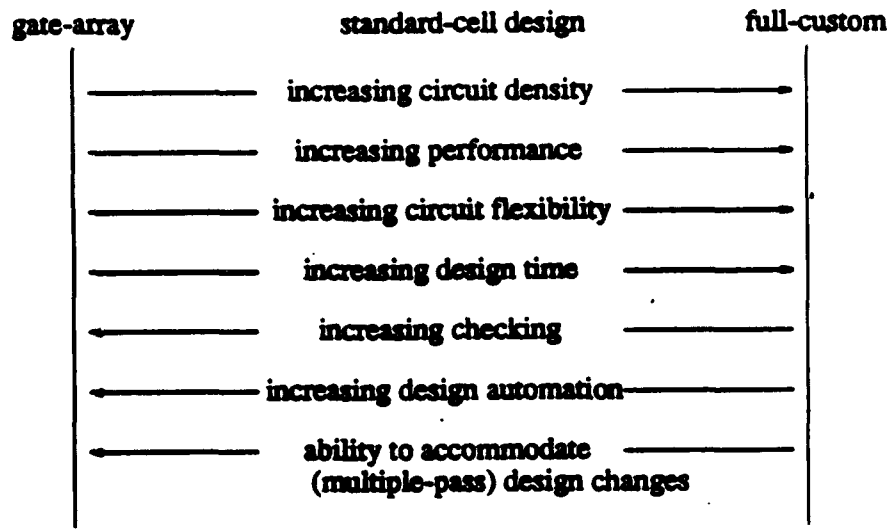 gate-array standard-cell design full-custom
increasing circuit density
increasing performance
increasing circuit flexibility
increasing design time
increasing checking
increasing design automation
ability to accommodate
(multiple-pass) design changes